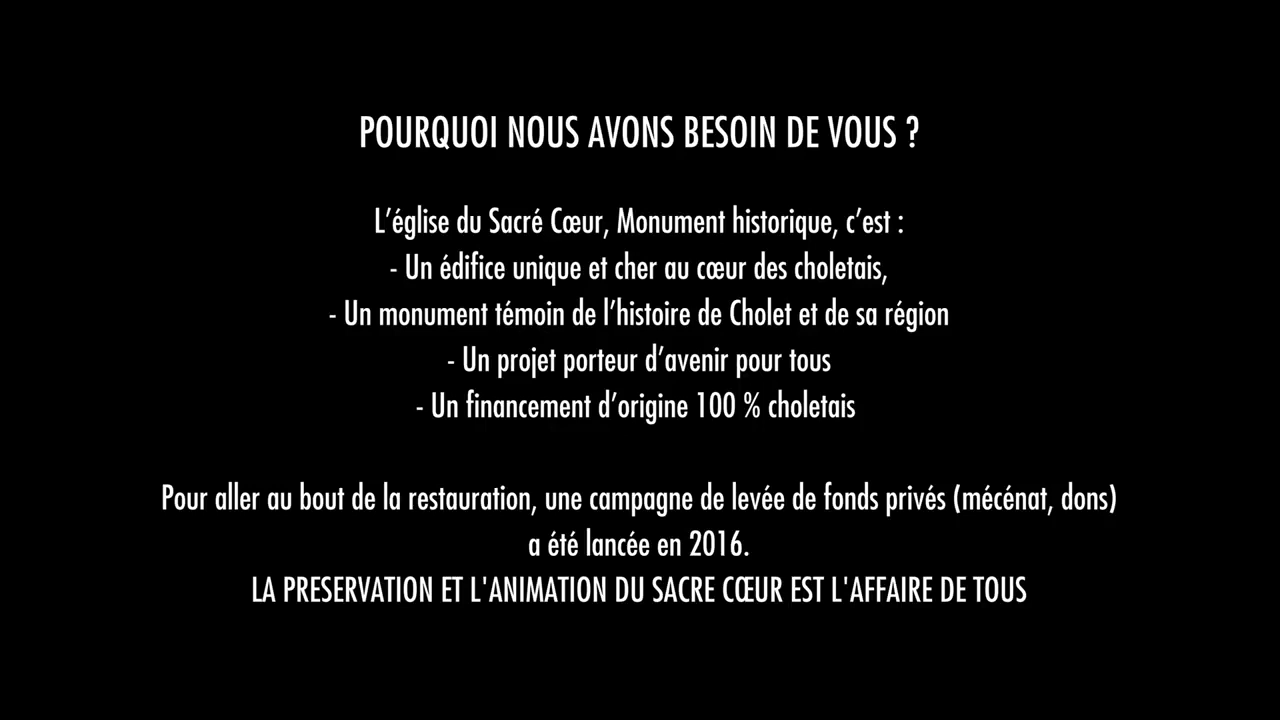 POURQUOI NOUS AVONS BESOIN DE VOUS ?
L’église du Sacré Cœur, Monument historique, c’est :
- Un édifice unique et cher au cœur des choletais,
- Un monument témoin de l’histoire de Cholet et de sa région
- Un projet porteur d’avenir pour tous
- Un financement d’origine 100 % choletais
Pour aller au bout de la restauration, une campagne de levée de fonds privés (mécénat, dons)
a été lancée en 2016.
LA PRESERVATION ET L'ANIMATION DU SACRE CŒUR EST L'AFFAIRE DE TOUS